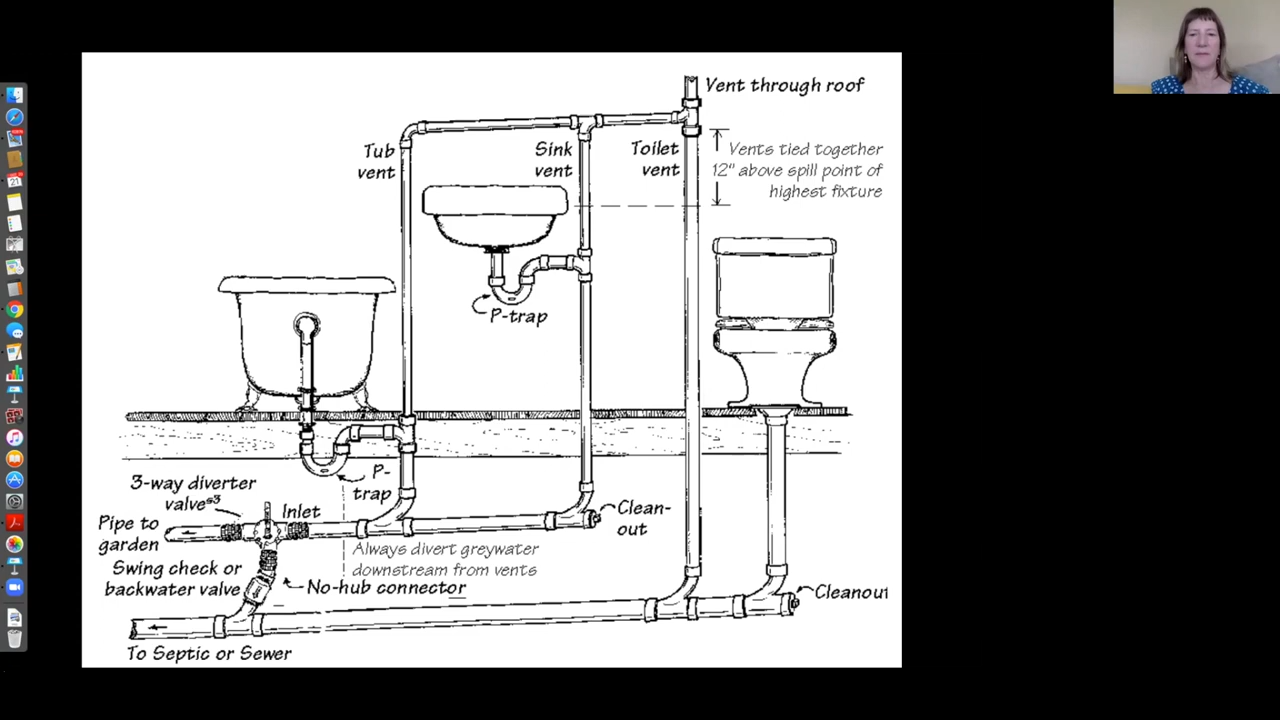 Vent through roof
Tub
vent
Sink
vent
Toilet
vent
Vents tied together
12" above spill point of
highest fixture
P-trap
3-way diverter
valves3
Inlet
P-
trap
Pipe to
garden
Clean-
out
Always divert greywater
downstream from vents
Swing check or
backwater valve
No-hub connector
Cleanout
To Septic or Sewer